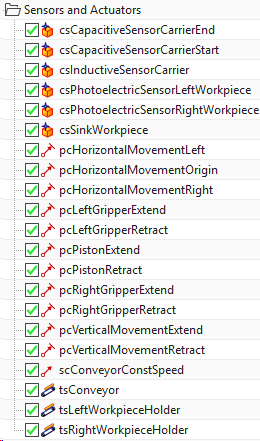 Sensors and Actuators
csCapacitiveSensorCarrierEnd
csCapacitiveSensorCarrierStart
csInductiveSensorCarrier
csPhotoelectricSensorLeftWorkpiece
csPhotoelectricSensorRightWorkpiece
csSinkWorkpiece
pcHorizontalMovementLeft
pcHorizontalMovementOrigin
pcHorizontalMovementRight
pcLeftGripperExtend
pcLeftGripperRetract
pcPistonExtend
pcPistonRetract
pcRightGripperExtend
pcRightGripperRetract
pcVerticalMovementExtend
pcVerticalMovementRetract
scConveyorConstSpeed
tsConveyor
tsLeftWorkpieceHolder
tsRightWorkpieceHolder